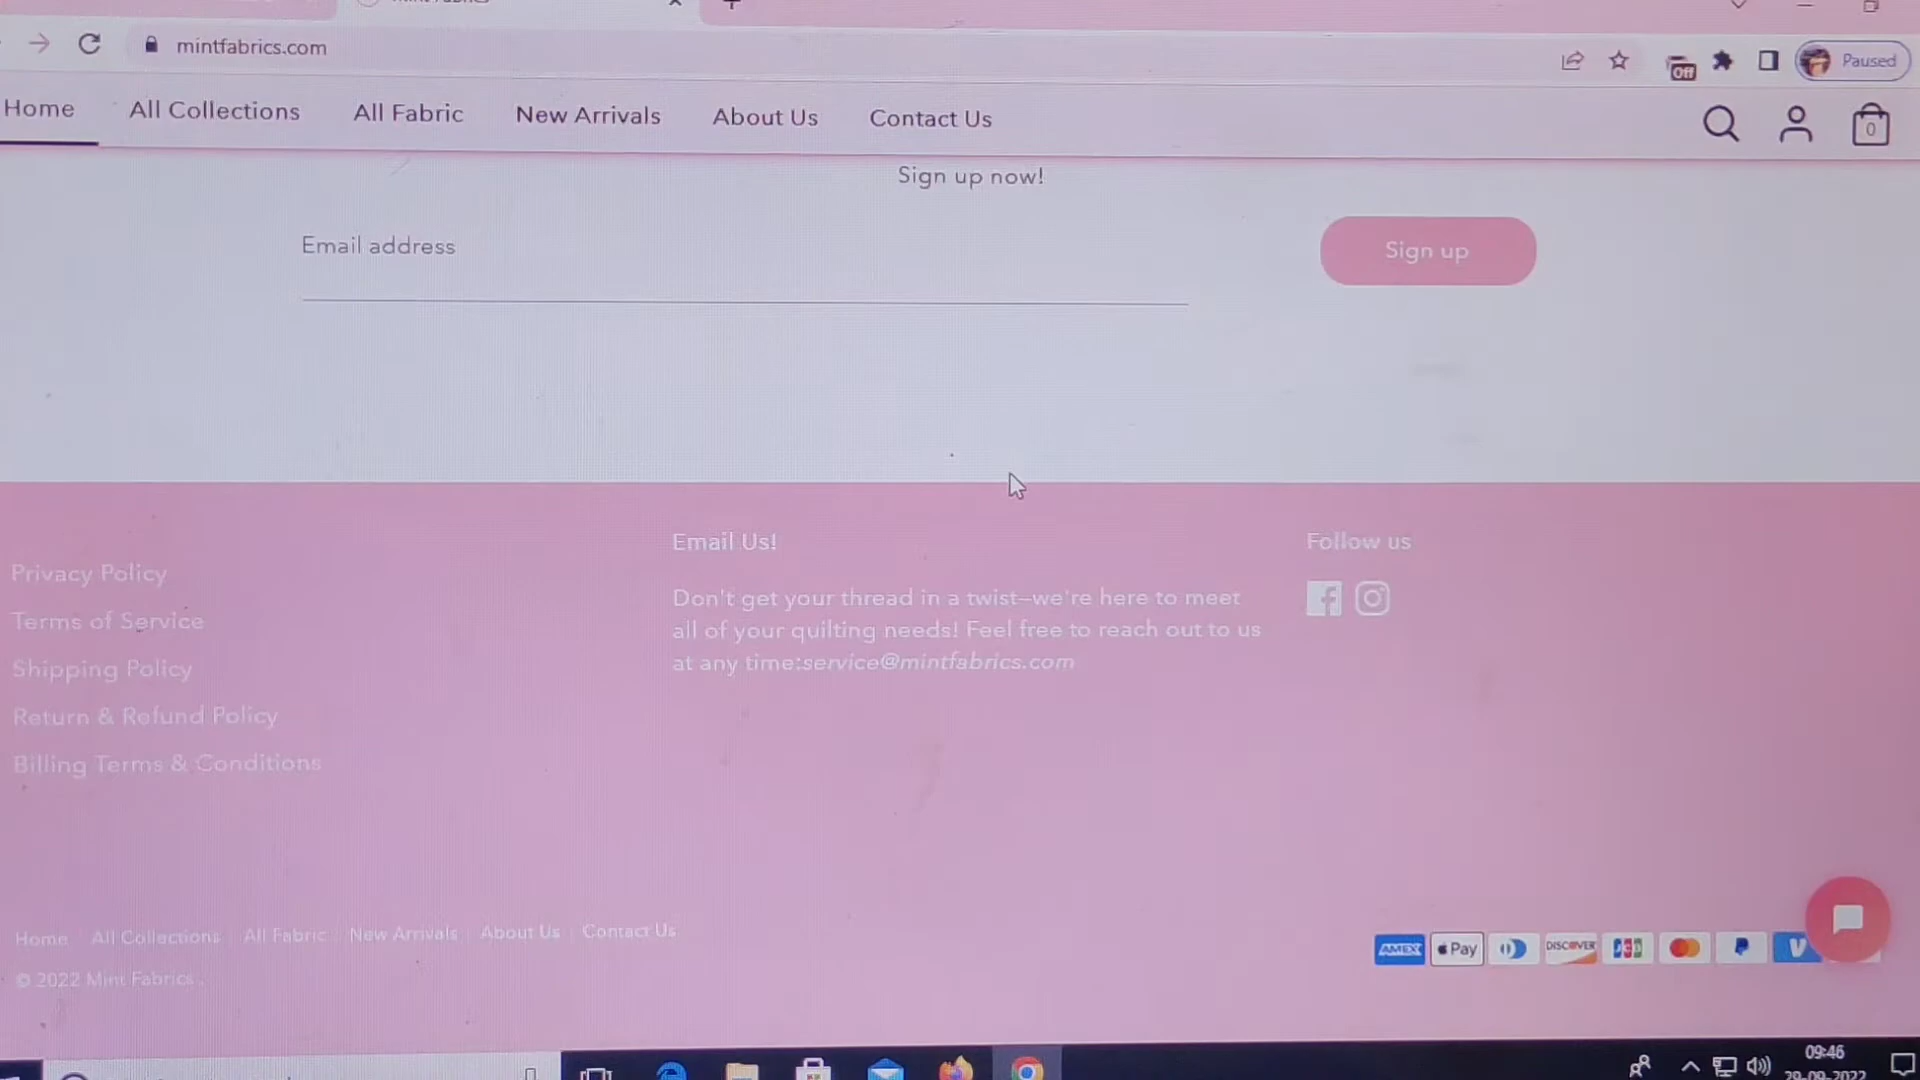 mintfabrics.com
Off
Paused
Home All Collections All Fabric New Arrivals About Us Contact Us
0
Sign up now!
Email address
Sign up
Privacy Policy
Terms of Service
Shipping Policy
Return & Refund Policy
Billing Terms & Conditions
Email Us!
Don't get your thread in a twist—we're here to meet
all of your quilting needs! Feel free to reach out to us
at any time:service@mintfabrics.com
Follow us
Home All Collections All Fabric New Arrivals About Us Contact Us
© 2022 Mint Fabrics .
AMEX Pay DISCOVER JCB
09:46
29-09-2022